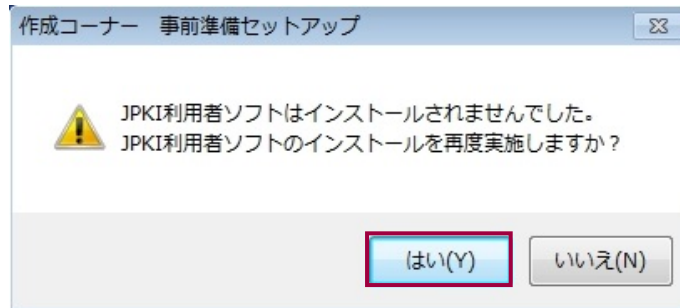 作成コーナー　事前準備セットアップ
JPKI利用者ソフトはインストールされませんでした。
JPKI利用者ソフトのインストールを再度実施しますか？
はい(Y)
いいえ(N)